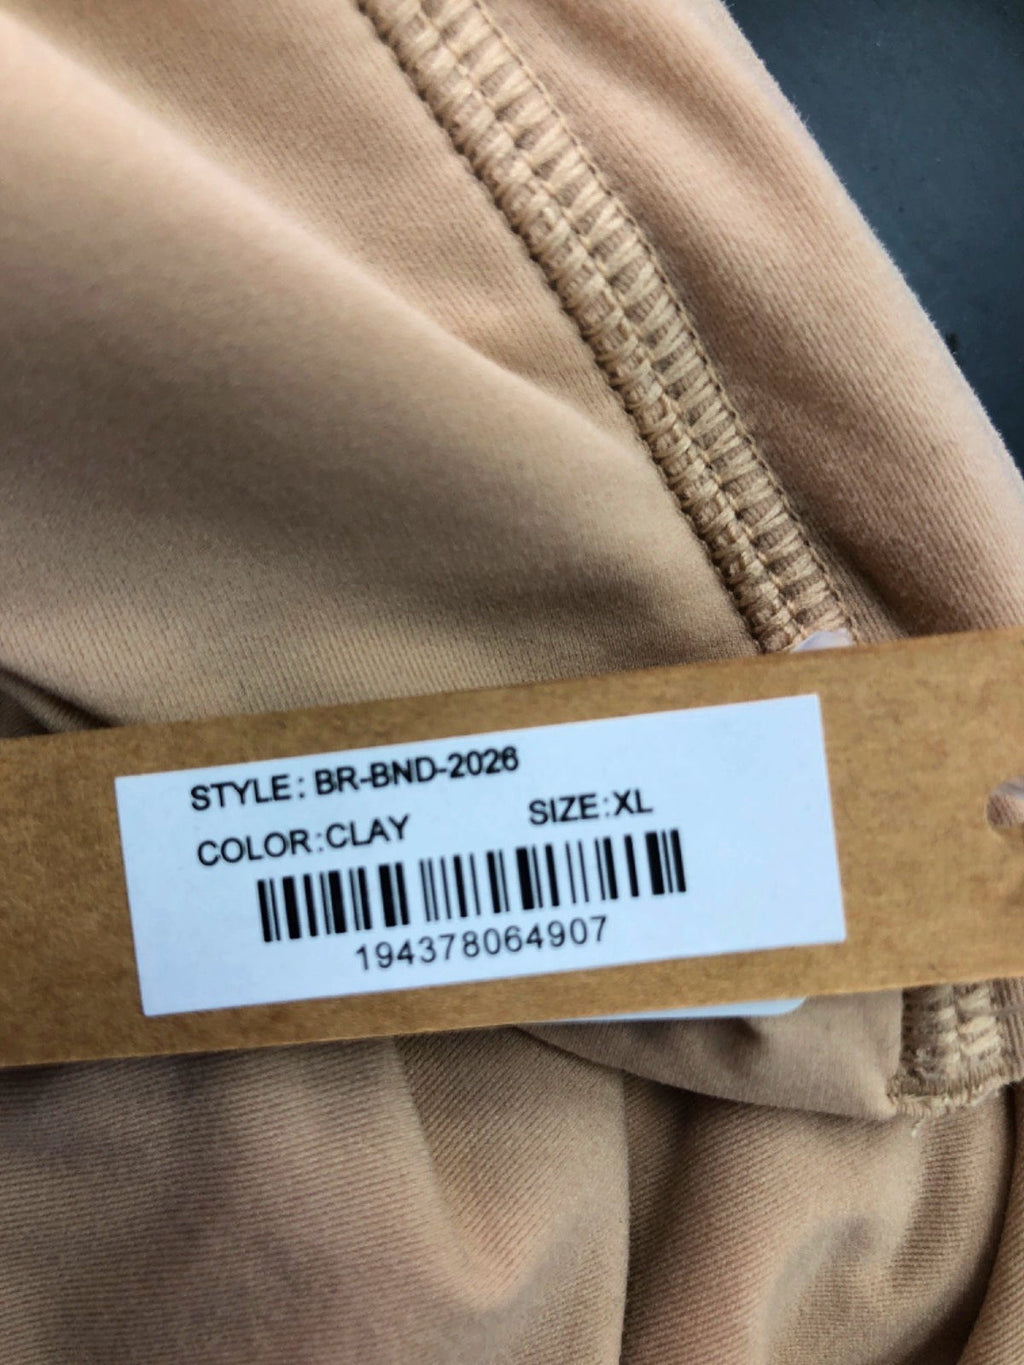 STYLE: BR-BND-2026
COLOR:CLAY SIZE:XL
194378064907